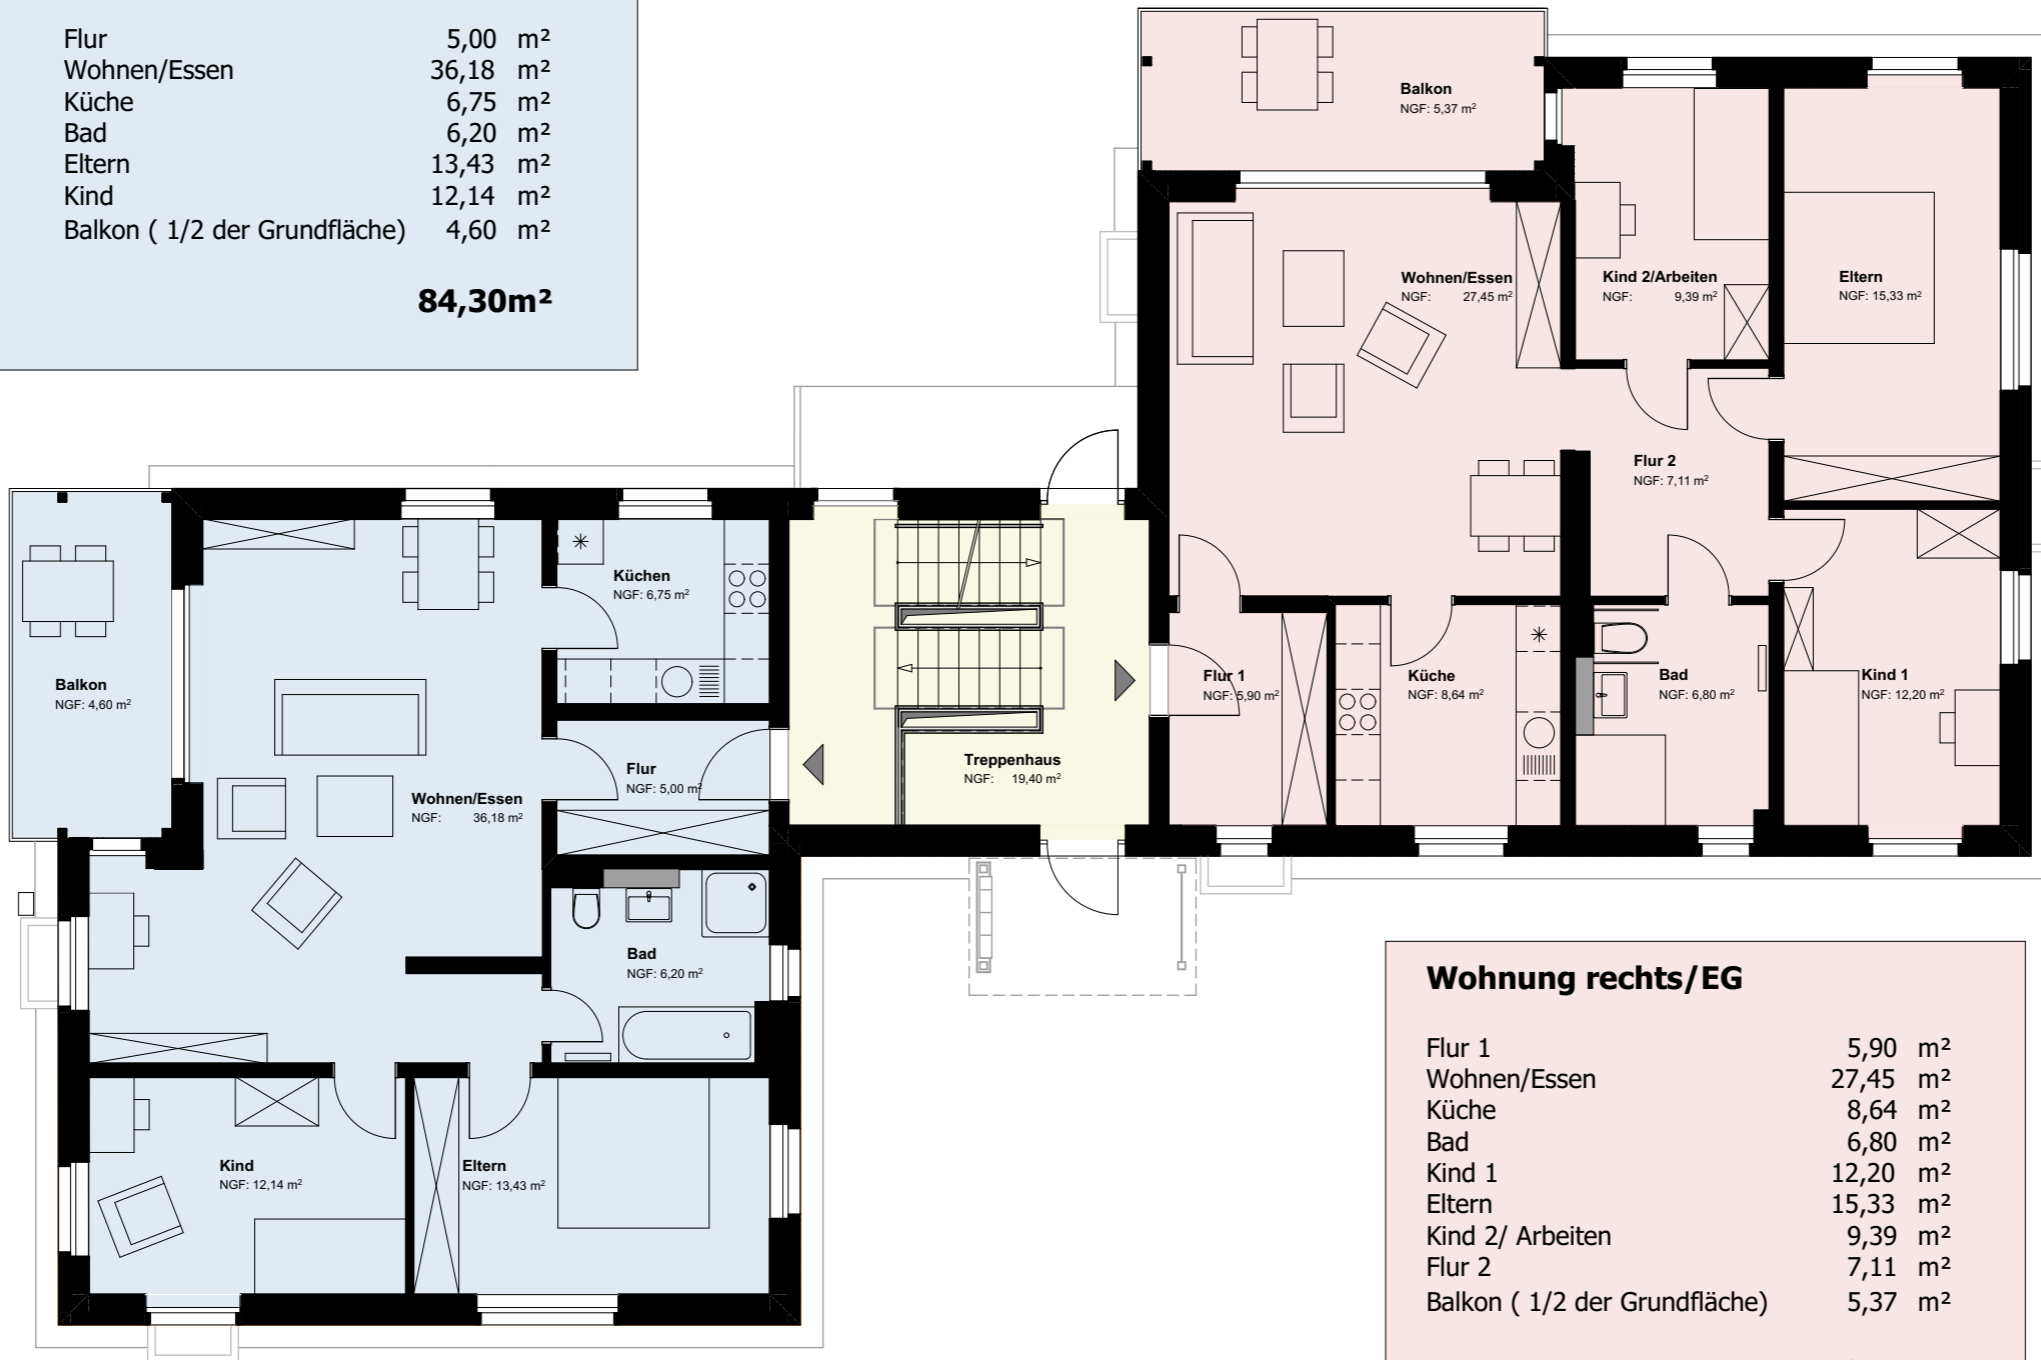 Flur 5,00 m²
Wohnen/Essen 36,18 m²
Küche 6,75 m²
Bad 6,20 m²
Eltern 13,43 m²
Kind 12,14 m²
Balkon ( 1/2 der Grundfläche) 4,60 m²
84,30m²
Balkon
NGF: 5,37 m²
Wohnen/Essen
NGF: 27,45 m²
Kind 2/Arbeiten
NGF: 9,39 m²
Eltern
NGF: 15,33 m²
Flur 2
NGF: 7,11 m²
Küchen
NGF: 6,75 m²
Balkon
NGF: 4,60 m²
Flur
NGF: 5,00 m²
Wohnen/Essen
NGF: 36,18 m²
Treppenhaus
NGF: 19,40 m²
Flur 1
NGF: 5,90 m²
Küche
NGF: 8,64 m²
Bad
NGF: 6,80 m²
Kind 1
NGF: 12,20 m²
Bad
NGF: 6,20 m²
Kind
NGF: 12,14 m²
Eltern
NGF: 13,43 m²
Wohnung rechts/EG
Flur 1 5,90 m²
Wohnen/Essen 27,45 m²
Küche 8,64 m²
Bad 6,80 m²
Kind 1 12,20 m²
Eltern 15,33 m²
Kind 2/ Arbeiten 9,39 m²
Flur 2 7,11 m²
Balkon ( 1/2 der Grundfläche) 5,37 m²